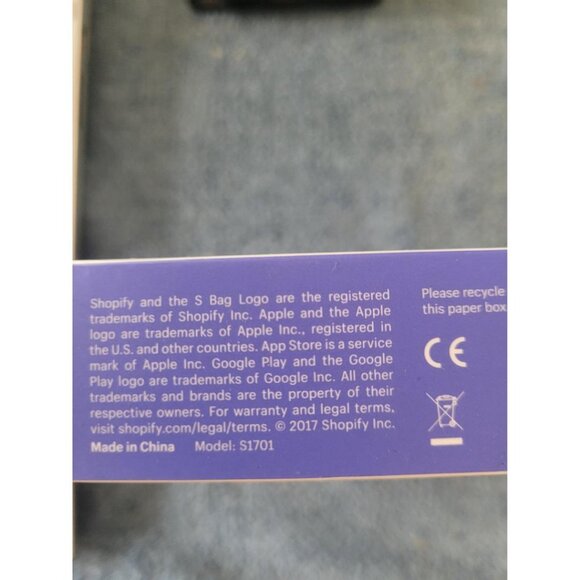 Shopify and the S Bag Logo are the registered
trademarks of Shopify Inc. Apple and the Apple
logo are trademarks of Apple Inc., registered in
the U.S. and other countries. App Store is a service
mark of Apple Inc. Google Play and the Google
Play logo are trademarks of Google Inc. All other
trademarks and brands are the property of their
respective owners. For warranty and legal terms,
visit shopify.com/legal/terms. © 2017 Shopify Inc.
Made in China Model: S1701
Please recycle
this paper box.
CE